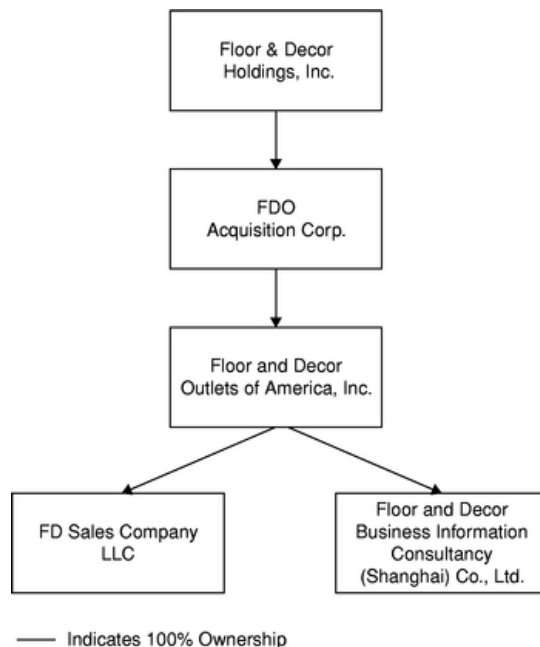 Floor & Decor
Holdings, Inc.
FDO
Acquisition Corp.
Floor and Decor
Outlets of America, Inc.
FD Sales Company
LLC
Floor and Decor
Business Information
Consultancy
(Shanghai) Co., Ltd.
Indicates 100% Ownership